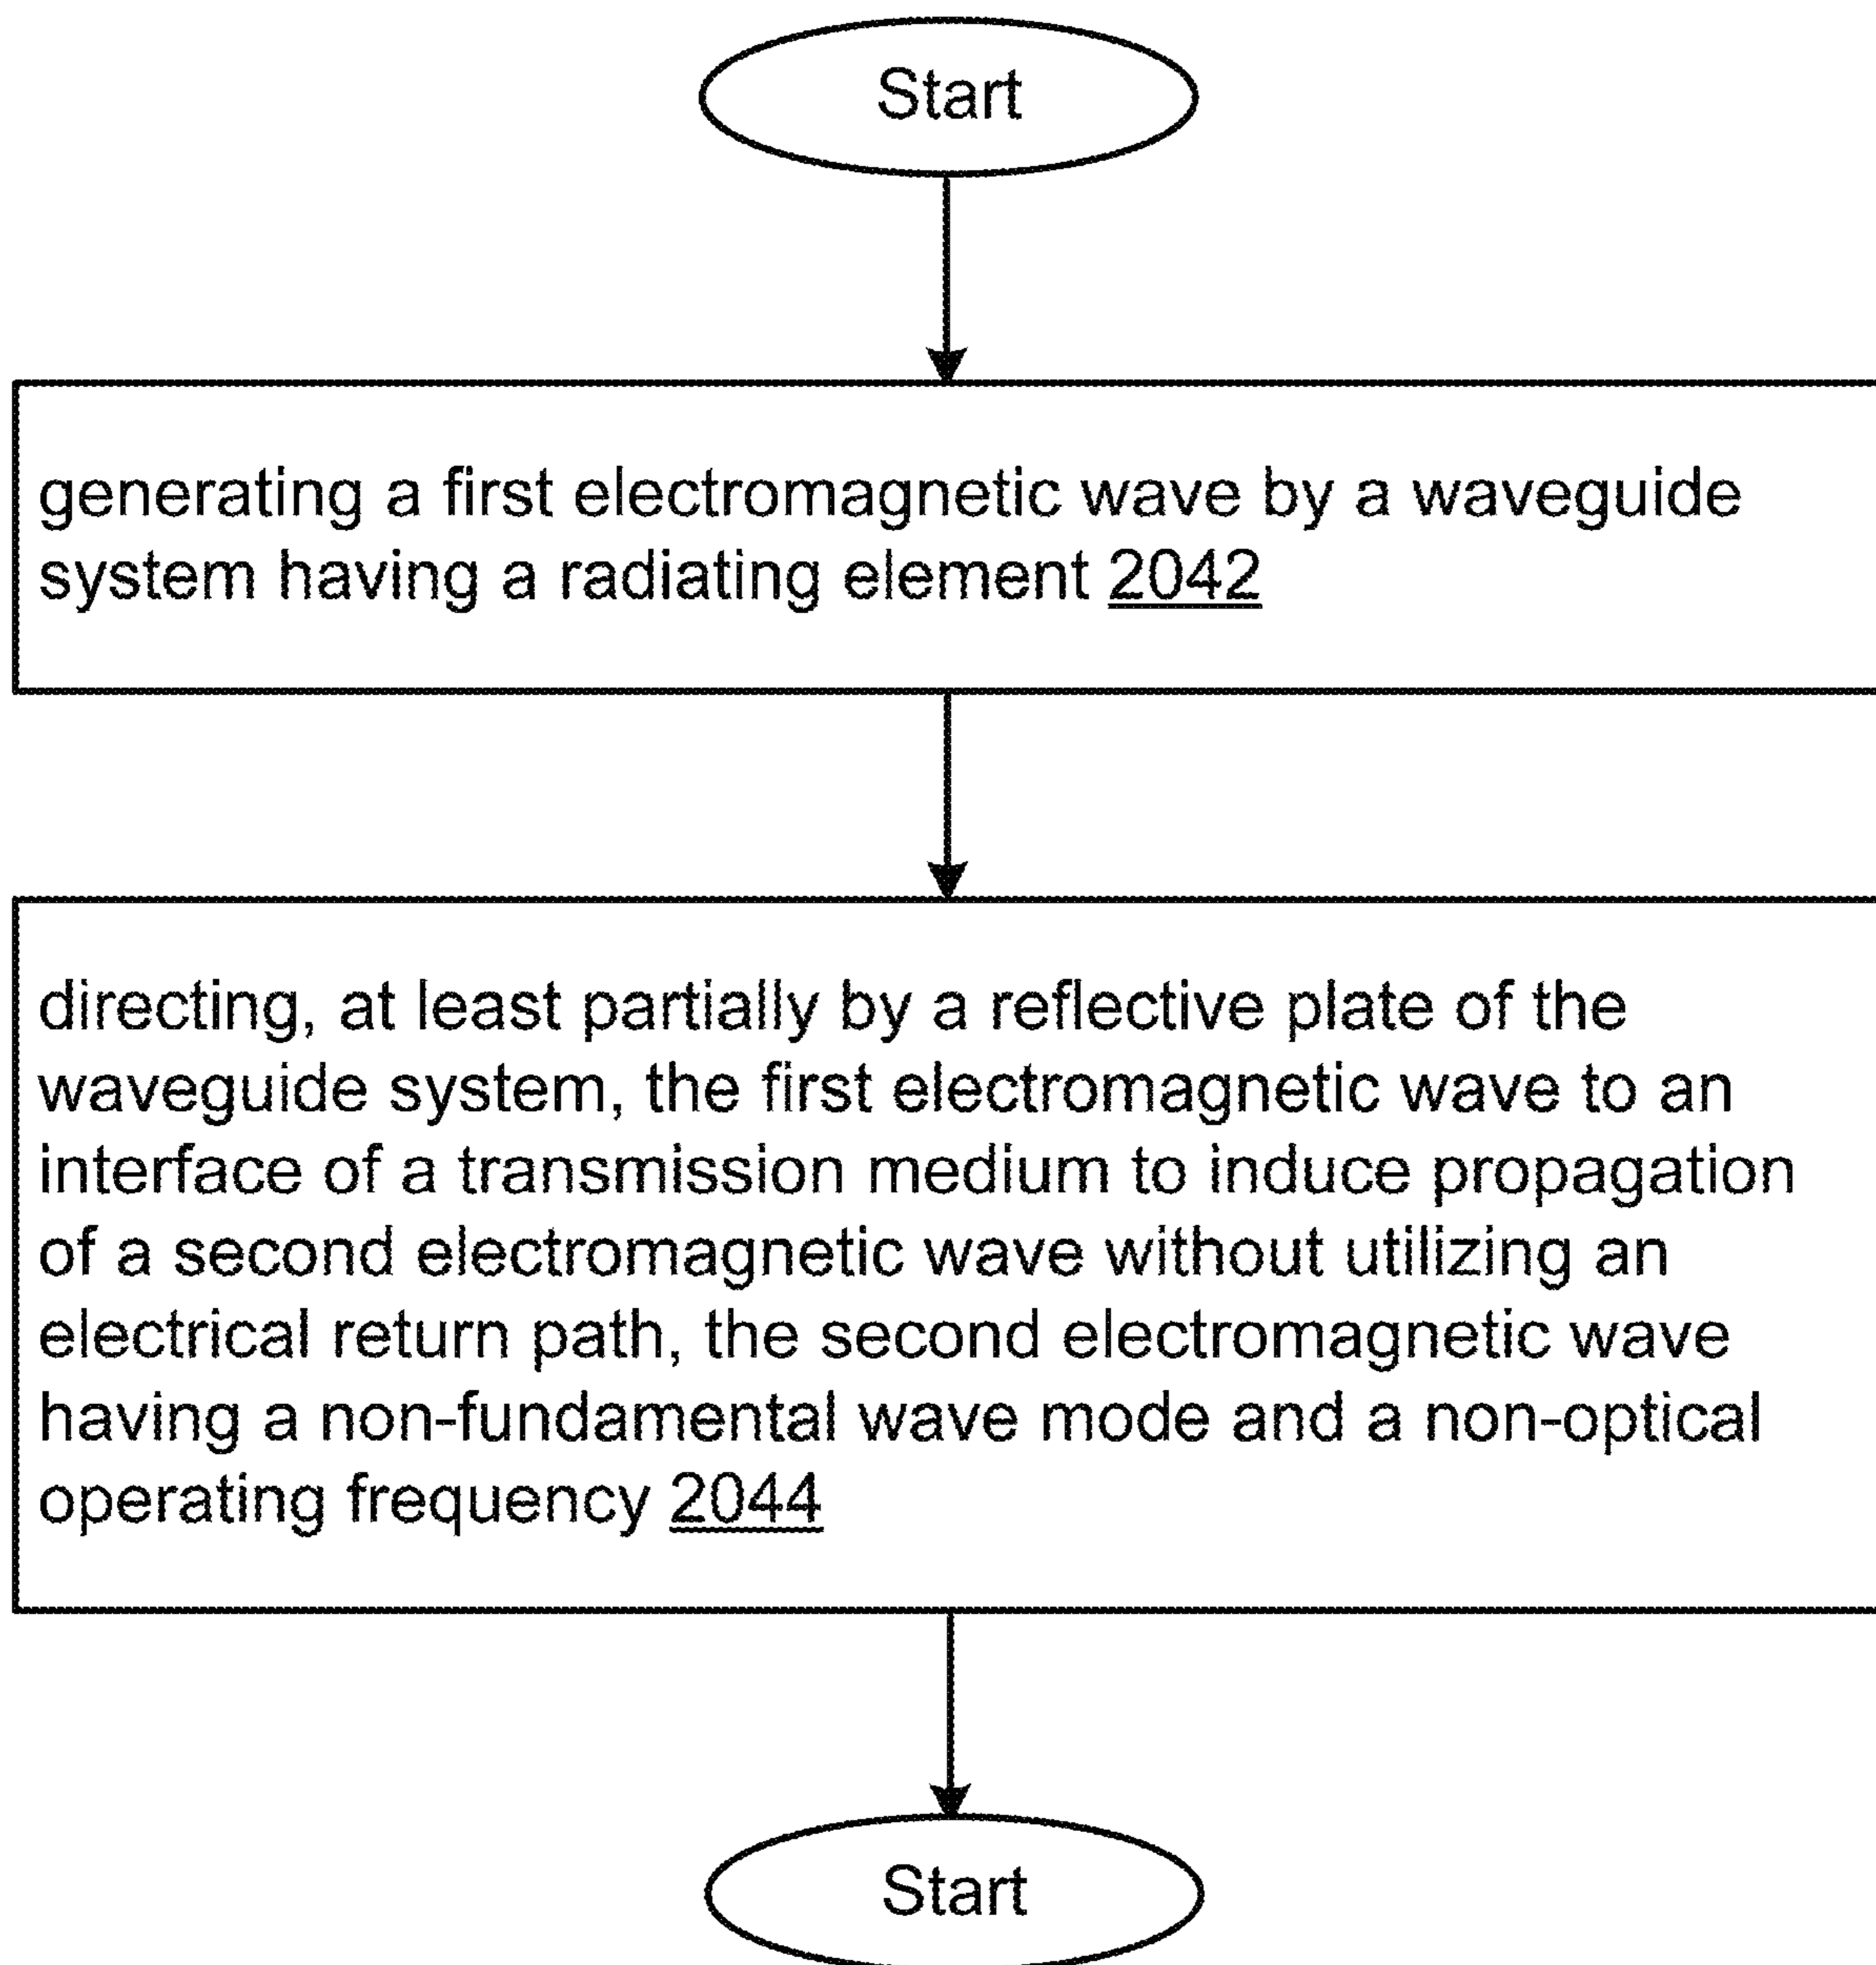 Start
generating a first electromagnetic wave by a waveguide
system having a radiating element 2042
directing, at least partially by a reflective plate of the
waveguide system, the first electromagnetic wave to an
interface of a transmission medium to induce propagation
of a second electromagnetic wave without utilizing an
electrical return path, the second electromagnetic wave
having a non-fundamental wave mode and a non-optical
operating frequency 2044
Start